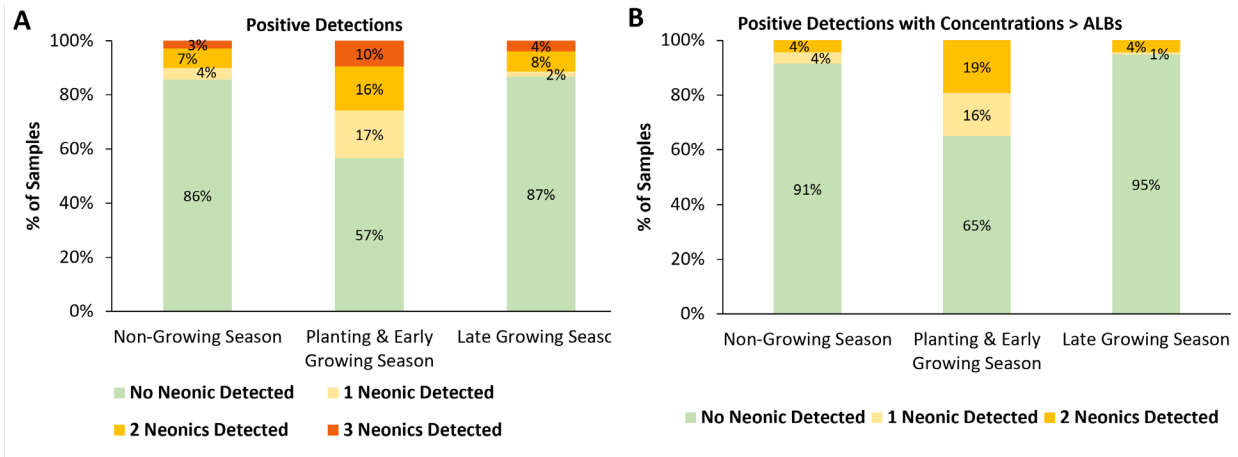 A
Positive Detections
% of Samples
100%
80%
60%
40%
20%
0%
3%
7%
4%
86%
10%
16%
17%
57%
4%
8%
2%
87%
Non-Growing Season
Planting & Early
Growing Season
Late Growing Seasc
No Neonic Detected
1 Neonic Detected
2 Neonics Detected
3 Neonics Detected
B
Positive Detections with Concentrations > ALBs
% of Samples
100%
80%
60%
40%
20%
0%
4%
4%
91%
19%
16%
65%
4%
1%
95%
Non-Growing Season
Planting & Early
Growing Season
Late Growing Season
No Neonic Detected
1 Neonic Detected
2 Neonics Detected